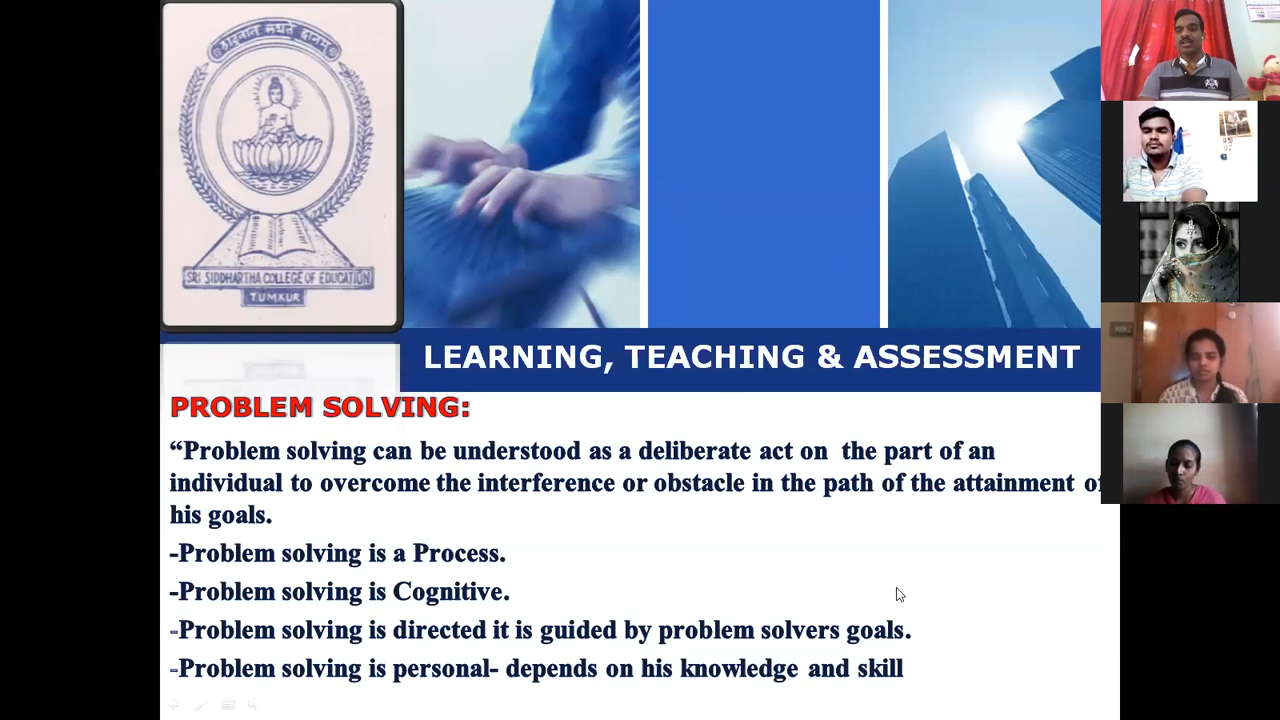 SRI SIDDHARTHA COLLEGE OF EDUCATION
TUMKUR
LEARNING, TEACHING & ASSESSMENT
PROBLEM SOLVING:
“Problem solving can be understood as a deliberate act on the part of an
individual to overcome the interference or obstacle in the path of the attainment of
his goals.
-Problem solving is a Process.
-Problem solving is Cognitive.
-Problem solving is directed it is guided by problem solvers goals.
-Problem solving is personal- depends on his knowledge and skill